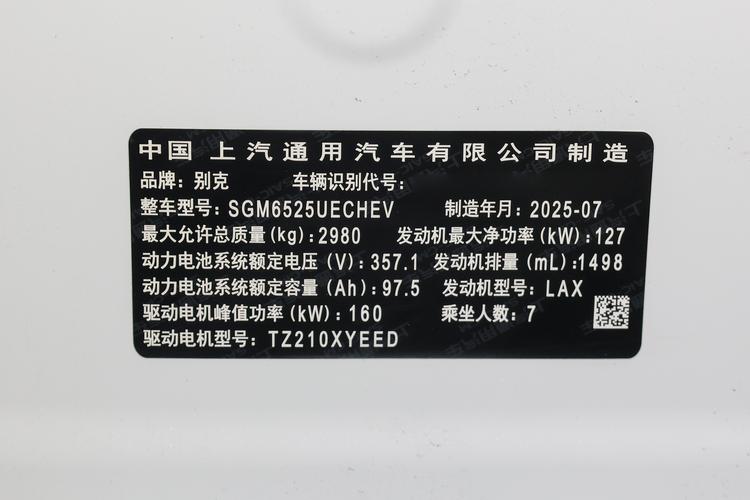 中国 上汽通用汽车有限公司制造
品牌：别克 车辆识别代号：
整车型号：SGM6525UECHEV 制造年月：2025-07
最大允许总质量(kg)：2980 发动机最大净功率(kW)：127
动力电池系统额定电压(V)：357.1 发动机排量(mL)：1498
动力电池系统额定容量(Ah)：97.5 发动机型号：LAX
驱动电机峰值功率(kW)：160 乘坐人数：7
驱动电机型号：TZ210XYEED